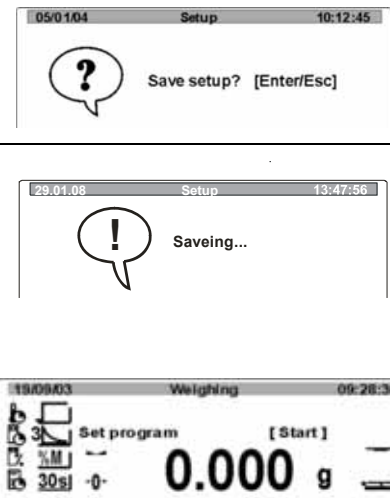 05/01/04 Setup 10:12:45
?
Save setup? [Enter/Esc]
29.01.08 Setup 13:47:56
!
Saveing...
19/09/03 Weighing 09:28:3
3 Set program [ Start ]
%M
30s -0- 0.000 g